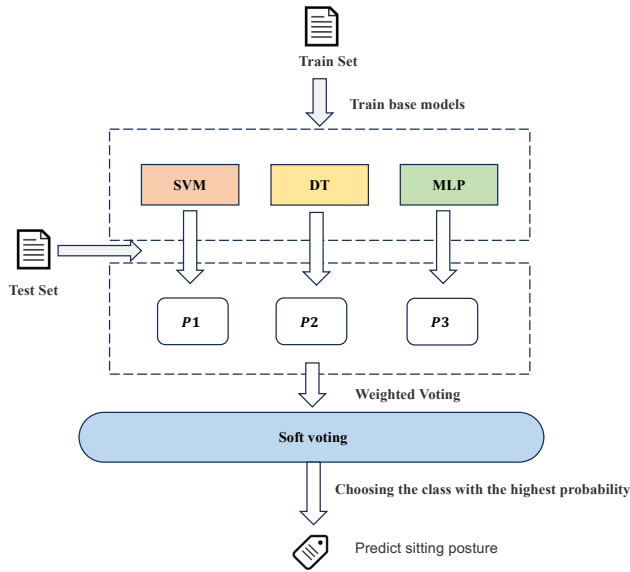 Train Set
Train base models
SVM DT MLP
Test Set
P1 P2 P3
Weighted Voting
Soft voting
Choosing the class with the highest probability
Predict sitting posture